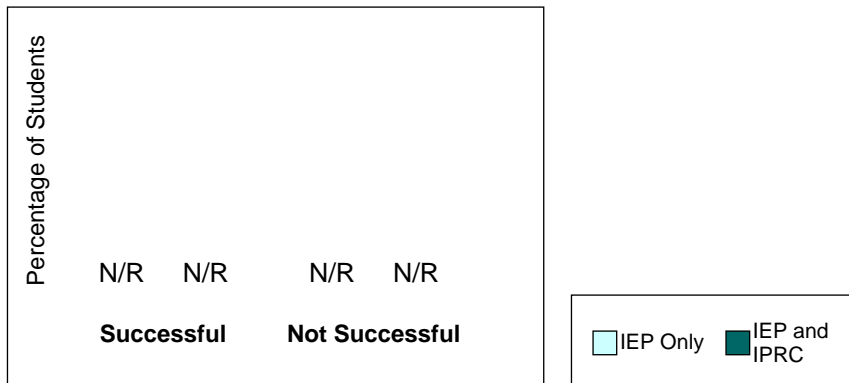 Percentage of Students
N/R N/R N/R N/R
Successful Not Successful
IEP Only
IEP and
IPRC